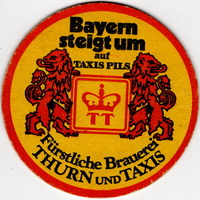 Bayern
steigt um
auf
TAXIS PILS
TT
Fürstliche Brauerei
THURN UND TAXIS